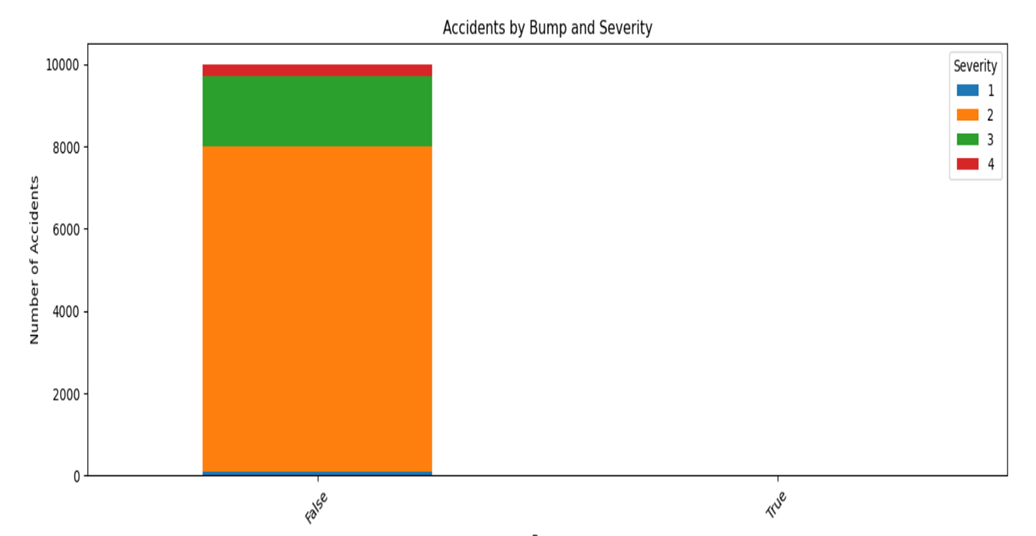 Accidents by Bump and Severity
Number of Accidents
10000
8000
6000
4000
2000
0
False
True
Severity
1
2
3
4